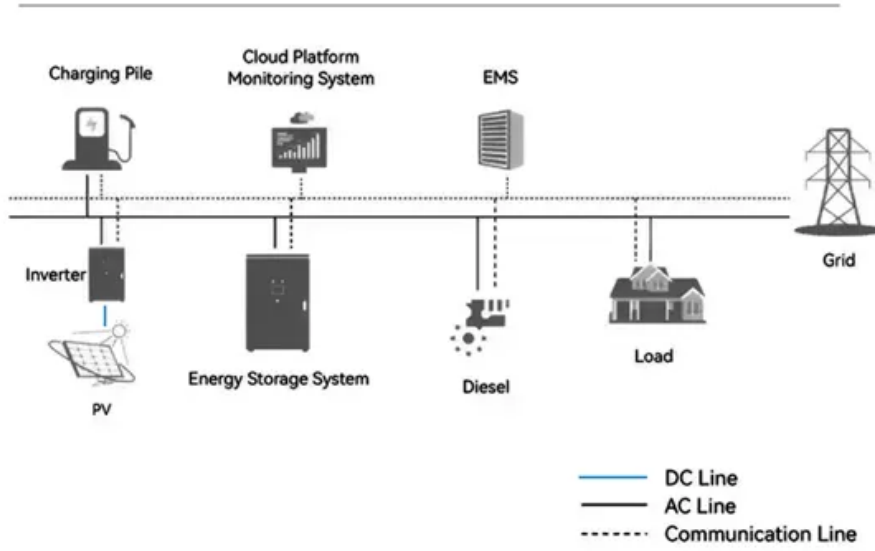 Charging Pile
Cloud Platform
Monitoring System
EMS
Grid
Inverter
Energy Storage System
Diesel
Load
PV
DC Line
AC Line
Communication Line